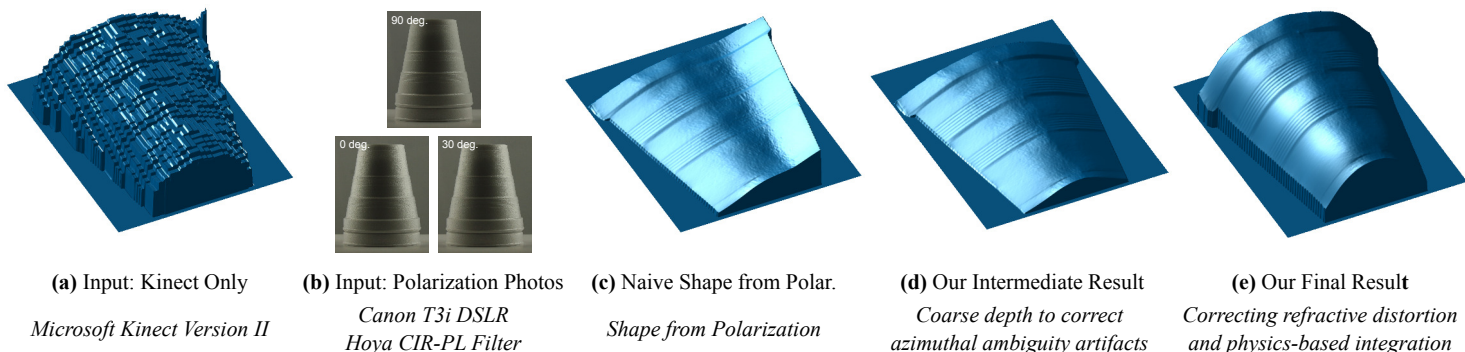 90 deg.
0 deg.
30 deg.
(a) Input: Kinect Only
Microsoft Kinect Version II
(b) Input: Polarization Photos
Canon T3i DSLR
Hoya CIR-PL Filter
(c) Naive Shape from Polar.
Shape from Polarization
(d) Our Intermediate Result
Coarse depth to correct
azimuthal ambiguity artifacts
(e) Our Final Result
Correcting refractive distortion
and physics-based integration